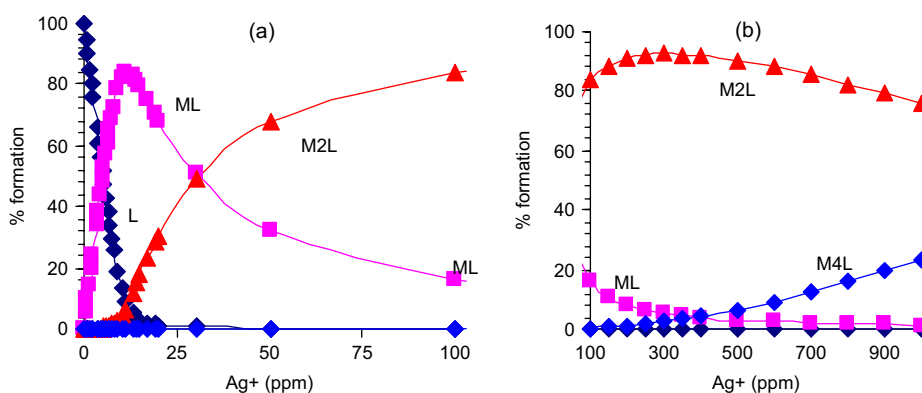 (a)
% formation
100
80
60
40
20
0
ML
M2L
L
ML
0 25 50 75 100
Ag+ (ppm)
(b)
% formation
100
80
60
40
20
0
M2L
ML
M4L
100 300 500 700 900
Ag+ (ppm)